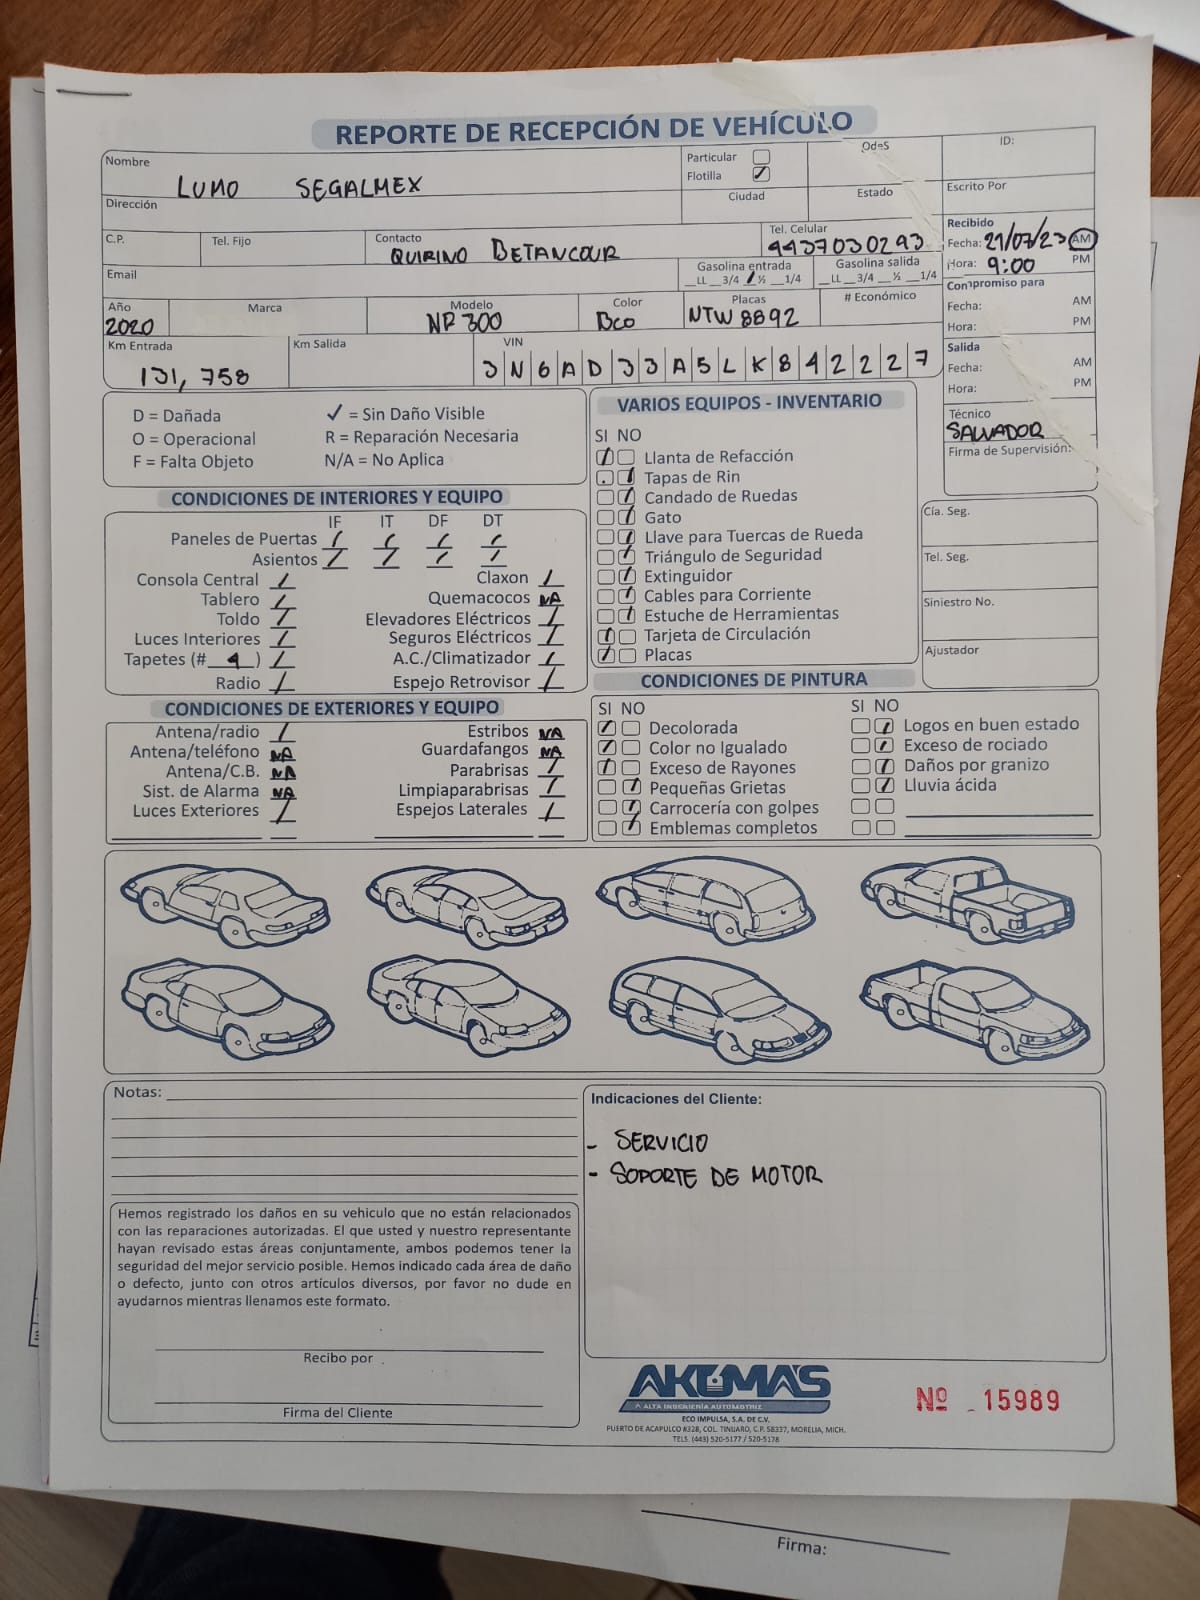 REPORTE DE RECEPCIÓN DE VEHÍCULO
Nombre LUMO SEGALMEX
Particular
Flotilla ✓
OdeS
ID:
Dirección
Ciudad
Estado
Escrito Por
C.P.
Tel. Fijo
Contacto QUIRINO BETANCOUR
Tel. Celular 4437030293
Recibido
Fecha: 21/07/23 AM
Hora: 9:00 PM
Email
Gasolina entrada
__LL __3/4 __½ __1/4
Gasolina salida
__LL __3/4 __½ __1/4
Compromiso para
Fecha: AM
Hora: PM
Año 2020
Marca
Modelo NP 300
Color Bco
Placas NTW 8892
# Económico
Km Entrada 131,758
Km Salida
VIN 3N6AD33A5LK842227
Salida
Fecha: AM
Hora: PM
Técnico
SALVADOR
Firma de Supervisión:
D = Dañada
✓ = Sin Daño Visible
O = Operacional
R = Reparación Necesaria
F = Falta Objeto
N/A = No Aplica
VARIOS EQUIPOS - INVENTARIO
SI NO
Llanta de Refacción
Tapas de Rin
Candado de Ruedas
Gato
Llave para Tuercas de Rueda
Triángulo de Seguridad
Extinguidor
Cables para Corriente
Estuche de Herramientas
Tarjeta de Circulación
Placas
Cía. Seg.
Tel. Seg.
Siniestro No.
Ajustador
CONDICIONES DE INTERIORES Y EQUIPO
IF IT DF DT
Paneles de Puertas
Asientos
Consola Central
Claxon
Tablero
Quemacocos NA
Toldo
Elevadores Eléctricos
Luces Interiores
Seguros Eléctricos
Tapetes (# 4 )
A.C./Climatizador
Radio
Espejo Retrovisor
CONDICIONES DE EXTERIORES Y EQUIPO
Antena/radio
Estribos NA
Antena/teléfono NA
Guardafangos NA
Antena/C.B. NA
Parabrisas
Sist. de Alarma NA
Limpiaparabrisas
Luces Exteriores
Espejos Laterales
CONDICIONES DE PINTURA
SI NO
SI NO
Decolorada
Logos en buen estado
Color no Igualado
Exceso de rociado
Exceso de Rayones
Daños por granizo
Pequeñas Grietas
Lluvia ácida
Carrocería con golpes
Emblemas completos
Notas:
Indicaciones del Cliente:
- SERVICIO
- SOPORTE DE MOTOR
Hemos registrado los daños en su vehiculo que no están relacionados
con las reparaciones autorizadas. El que usted y nuestro representante
hayan revisado estas áreas conjuntamente, ambos podemos tener la
seguridad del mejor servicio posible. Hemos indicado cada área de daño
o defecto, junto con otros artículos diversos, por favor no dude en
ayudarnos mientras llenamos este formato.
Recibo por
Firma del Cliente
AKTMA'S
A ALTA INGENIERÍA AUTOMOTRIZ
ECO IMPULSA, S.A. DE C.V.
PUERTO DE ACAPULCO #328, COL. TINIJARO, C.P. 58337, MORELIA, MICH.
TELS. (443) 520-5177 / 520-5178
Nº 15989
Firma: